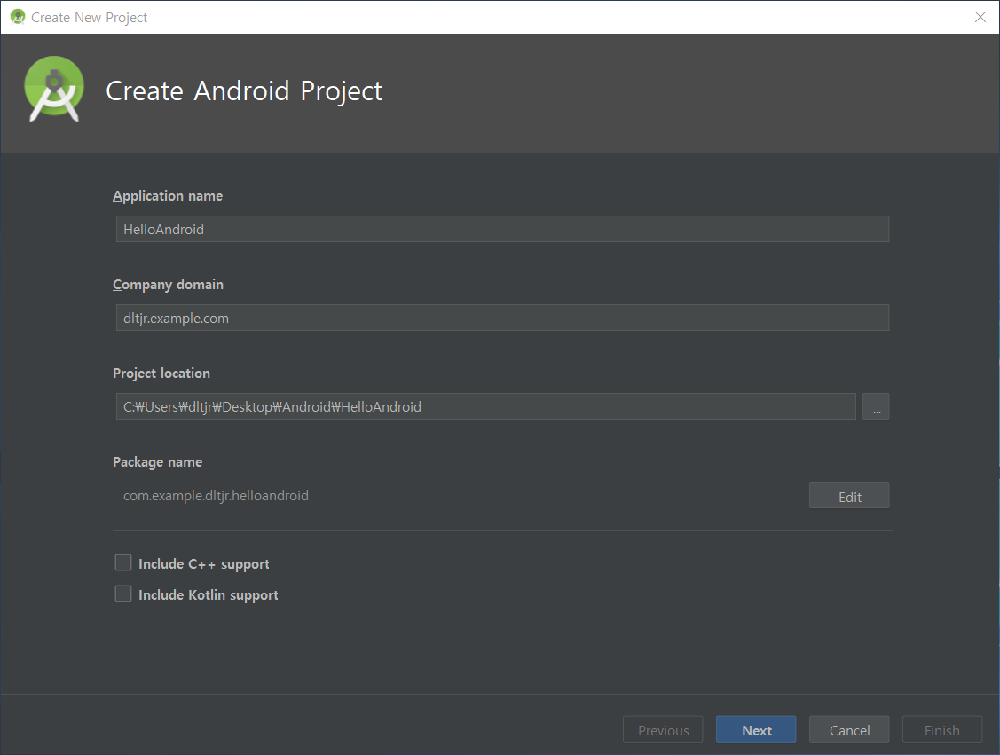 Create New Project
Create Android Project
Application name
HelloAndroid
Company domain
dltjr.example.com
Project location
C:₩Users₩dltjr₩Desktop₩Android₩HelloAndroid
...
Package name
com.example.dltjr.helloandroid
Edit
Include C++ support
Include Kotlin support
Previous Next Cancel Finish